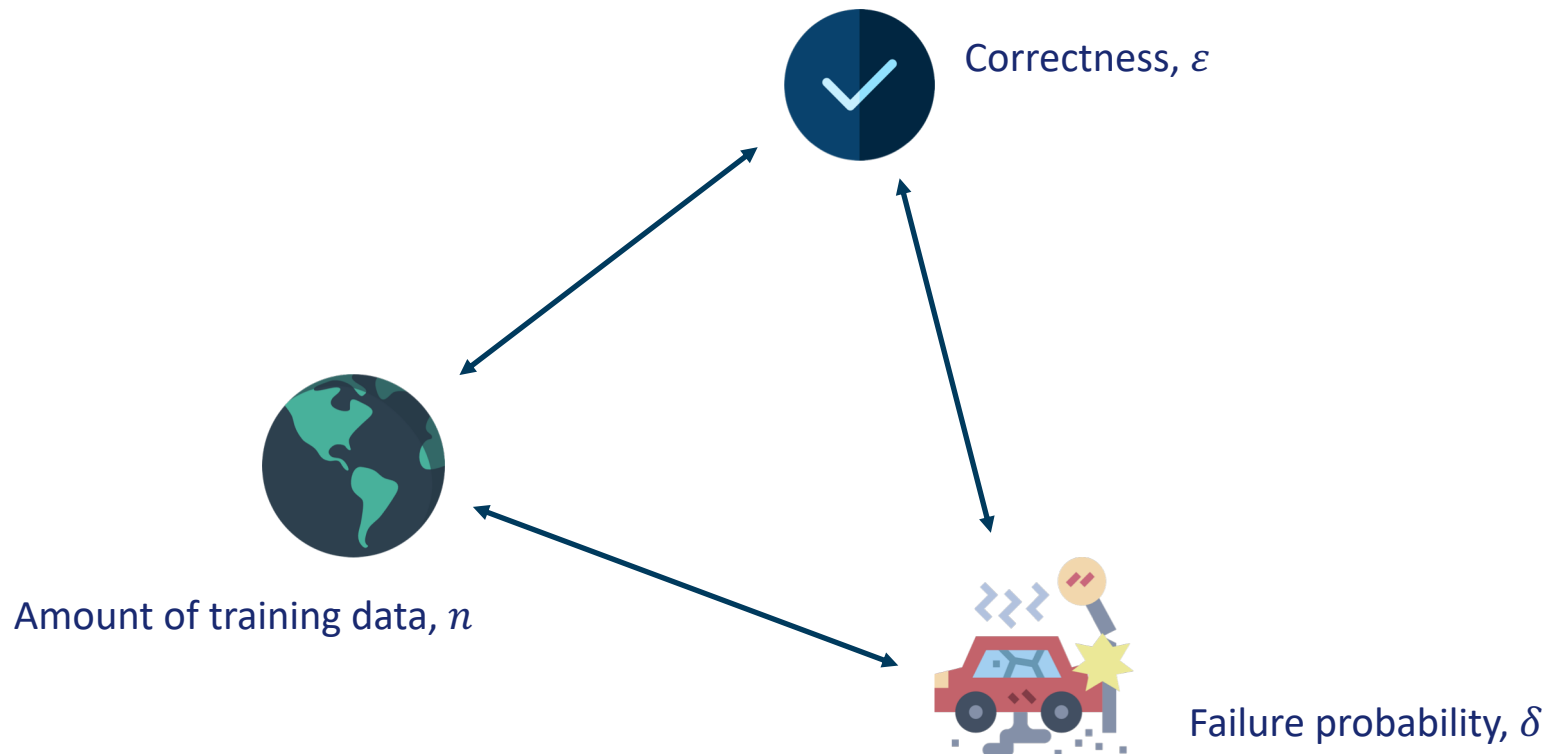 Correctness, ε
Amount of training data, n
Failure probability, δ